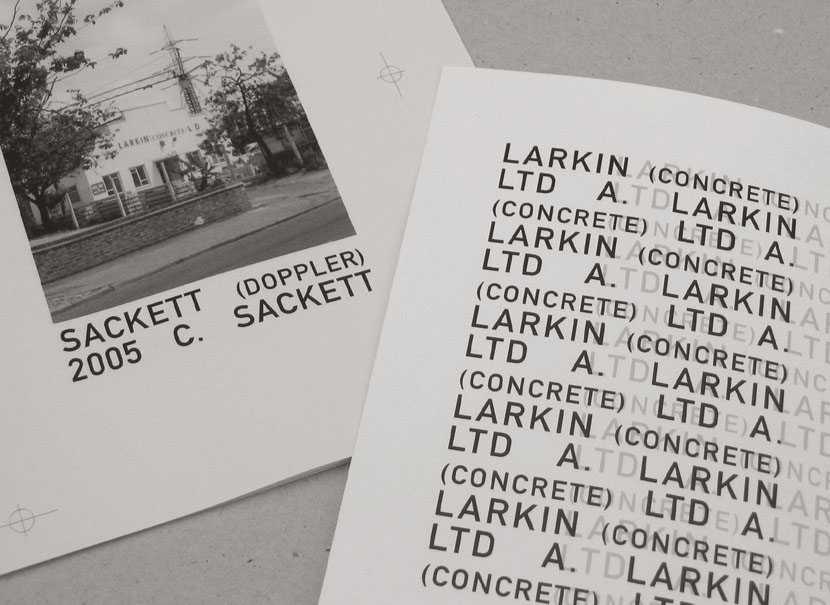 LARKIN (CONCRETE) L D
SACKETT (DOPPLER)
2005 C. SACKETT
LARKIN (CONCRETE)
LTD A. LARKIN
(CONCRETE) LTD A.
LARKIN (CONCRETE)
LTD A. LARKIN
(CONCRETE) LTD A.
LARKIN (CONCRETE)
LTD A. LARKIN
(CONCRETE) LTD A.
LARKIN (CONCRETE)
LTD A. LARKIN
(CONCRETE) LTD A.
LARKIN (CONCRETE)
LTD A. LARKIN
(CONCRETE) LTD